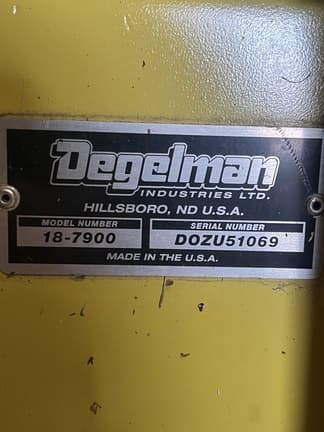 Degelman
INDUSTRIES LTD.
HILLSBORO, ND U.S.A.
MODEL NUMBER SERIAL NUMBER
18-7900 DOZU51069
MADE IN THE U.S.A.